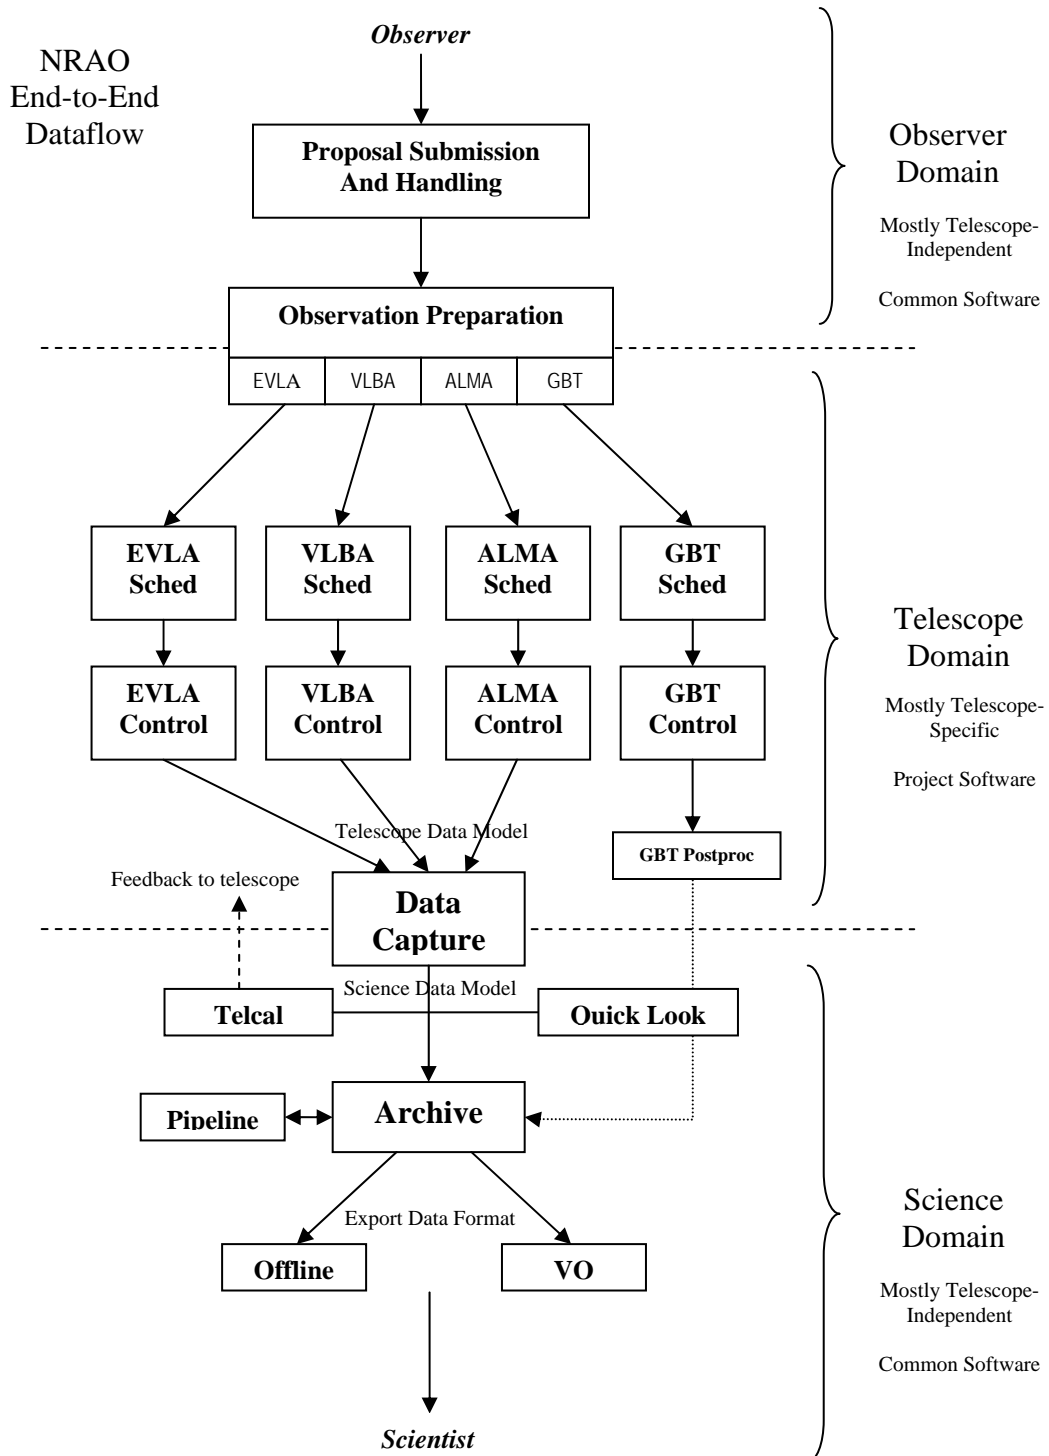 Observer
NRAO
End-to-End
Dataflow
Proposal Submission
And Handling
Observer
Domain
Mostly Telescope-
Independent
Common Software
Observation Preparation
EVLA VLBA ALMA GBT
EVLA
Sched
VLBA
Sched
ALMA
Sched
GBT
Sched
EVLA
Control
VLBA
Control
ALMA
Control
GBT
Control
Telescope
Domain
Mostly Telescope-
Specific
Project Software
Telescope Data Model
GBT Postproc
Feedback to telescope
Data
Capture
Science Data Model
Telcal
Quick Look
Pipeline
Archive
Export Data Format
Offline
VO
Science
Domain
Mostly Telescope-
Independent
Common Software
Scientist